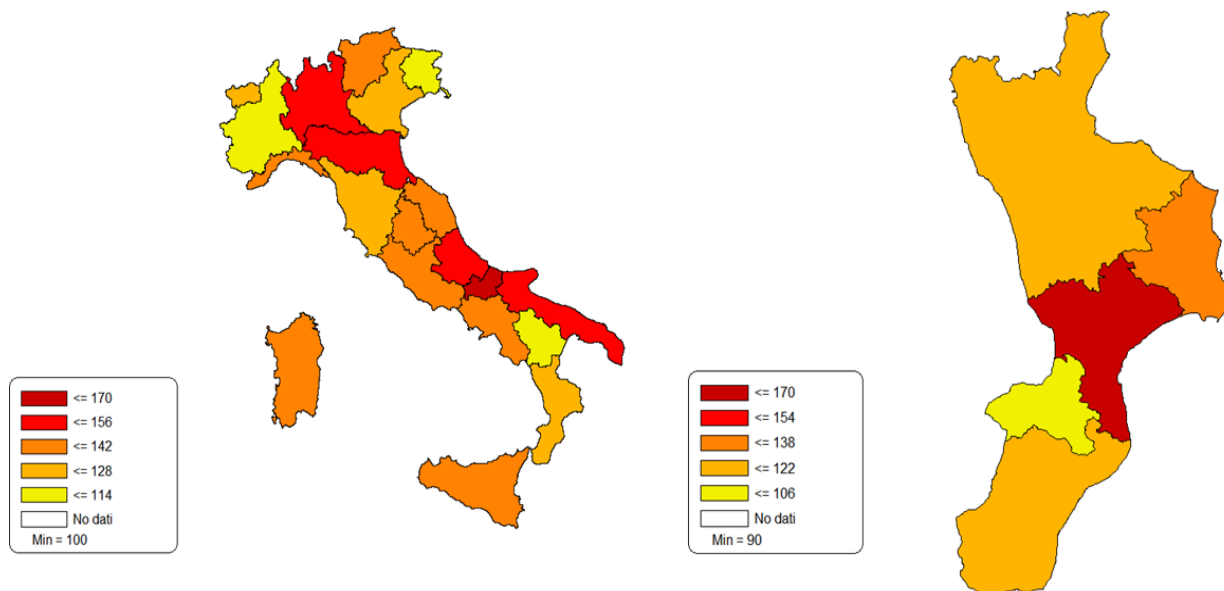 <= 170
<= 156
<= 142
<= 128
<= 114
No dati
Min = 100
<= 170
<= 154
<= 138
<= 122
<= 106
No dati
Min = 90